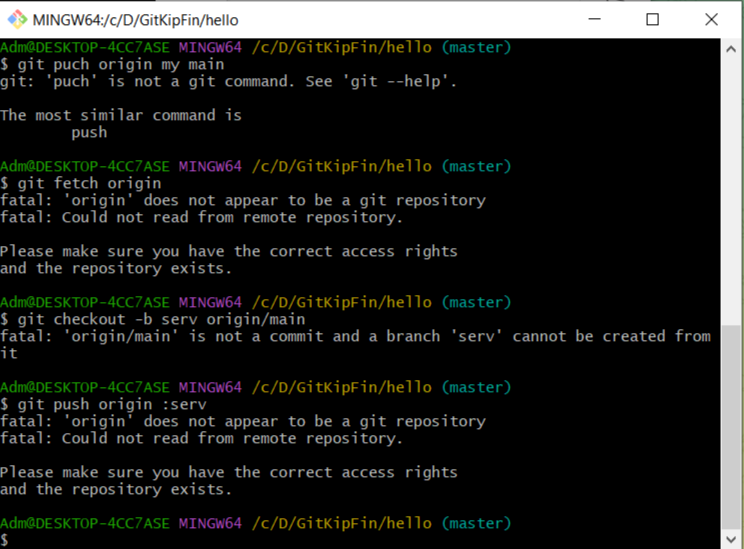 MINGW64:/c/D/GitKipFin/hello
Adm@DESKTOP-4CC7ASE MINGW64 /c/D/GitKipFin/hello (master)
$ git puch origin my main
git: 'puch' is not a git command. See 'git --help'.
The most similar command is
push
Adm@DESKTOP-4CC7ASE MINGW64 /c/D/GitKipFin/hello (master)
$ git fetch origin
fatal: 'origin' does not appear to be a git repository
fatal: Could not read from remote repository.
Please make sure you have the correct access rights
and the repository exists.
Adm@DESKTOP-4CC7ASE MINGW64 /c/D/GitKipFin/hello (master)
$ git checkout -b serv origin/main
fatal: 'origin/main' is not a commit and a branch 'serv' cannot be created from
it
Adm@DESKTOP-4CC7ASE MINGW64 /c/D/GitKipFin/hello (master)
$ git push origin :serv
fatal: 'origin' does not appear to be a git repository
fatal: Could not read from remote repository.
Please make sure you have the correct access rights
and the repository exists.
Adm@DESKTOP-4CC7ASE MINGW64 /c/D/GitKipFin/hello (master)
$